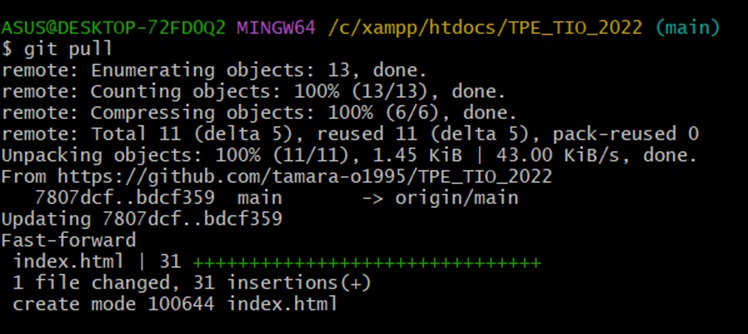 ASUS@DESKTOP-72FDOQ2 MINGW64 /c/xampp/htdocs/TPE_TIO_2022 (main)
$ git pull
remote: Enumerating objects: 13, done.
remote: Counting objects: 100% (13/13), done.
remote: Compressing objects: 100% (6/6), done.
remote: Total 11 (delta 5), reused 11 (delta 5), pack-reused 0
Unpacking objects: 100% (11/11), 1.45 KiB | 43.00 KiB/s, done.
From https://github.com/tamara-o1995/TPE_TIO_2022
   7807dcf..bdcf359  main       -> origin/main
Updating 7807dcf..bdcf359
Fast-forward
 index.html | 31 +++++++++++++++++++++++++++++++
 1 file changed, 31 insertions(+)
 create mode 100644 index.html